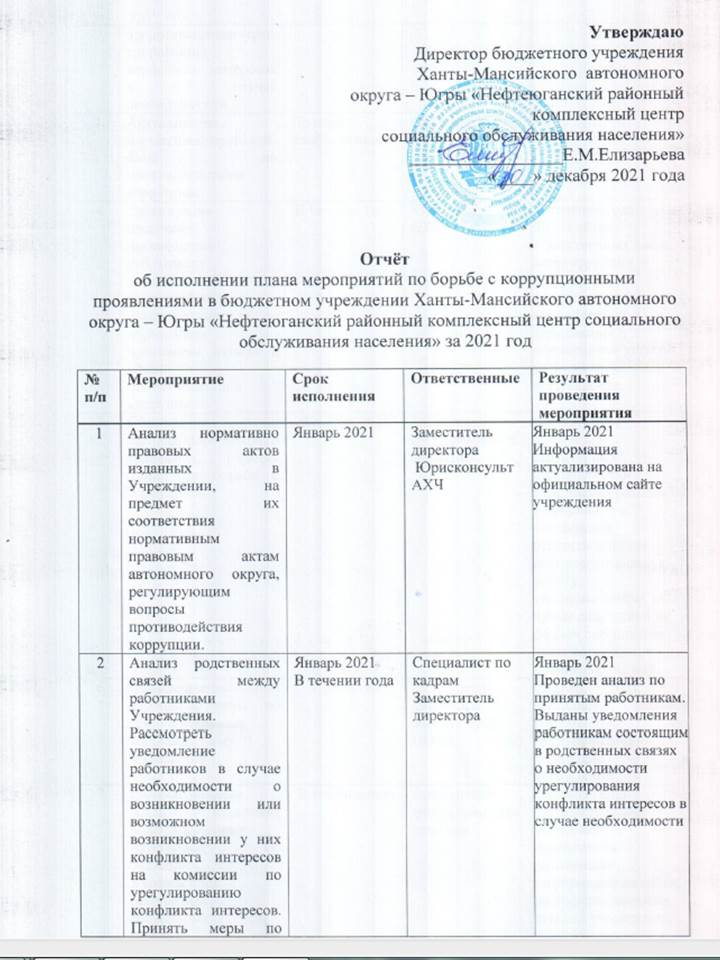 Утверждаю
Директор бюджетного учреждения
Ханты-Мансийского автономного
округа – Югры «Нефтеюганский районный
комплексный центр
социального обслуживания населения»
Е.М.Елизарьева
« » декабря 2021 года
Отчёт
об исполнении плана мероприятий по борьбе с коррупционными
проявлениями в бюджетном учреждении Ханты-Мансийского автономного
округа – Югры «Нефтеюганский районный комплексный центр социального
обслуживания населения» за 2021 год
№ п/п
Мероприятие
Срок
исполнения
Ответственные
Результат
проведения
мероприятия
1
Анализ нормативно
правовых актов
изданных в
Учреждении, на
предмет их
соответствия
нормативным
правовым актам
автономного округа,
регулирующим
вопросы
противодействия
коррупции.
Январь 2021
Заместитель
директора
Юрисконсульт
АХЧ
Январь 2021
Информация
актуализирована на
официальном сайте
учреждения
2
Анализ родственных
связей между
работниками
Учреждения.
Рассмотреть
уведомление
работников в случае
необходимости о
возникновении или
возможном
возникновении у них
конфликта интересов
на комиссии по
урегулированию
конфликта интересов.
Принять меры по
Январь 2021
В течении года
Специалист по
кадрам
Заместитель
директора
Январь 2021
Проведен анализ по
принятым работникам.
Выданы уведомления
работникам состоящим
в родственных связях
о необходимости
урегулирования
конфликта интересов в
случае необходимости